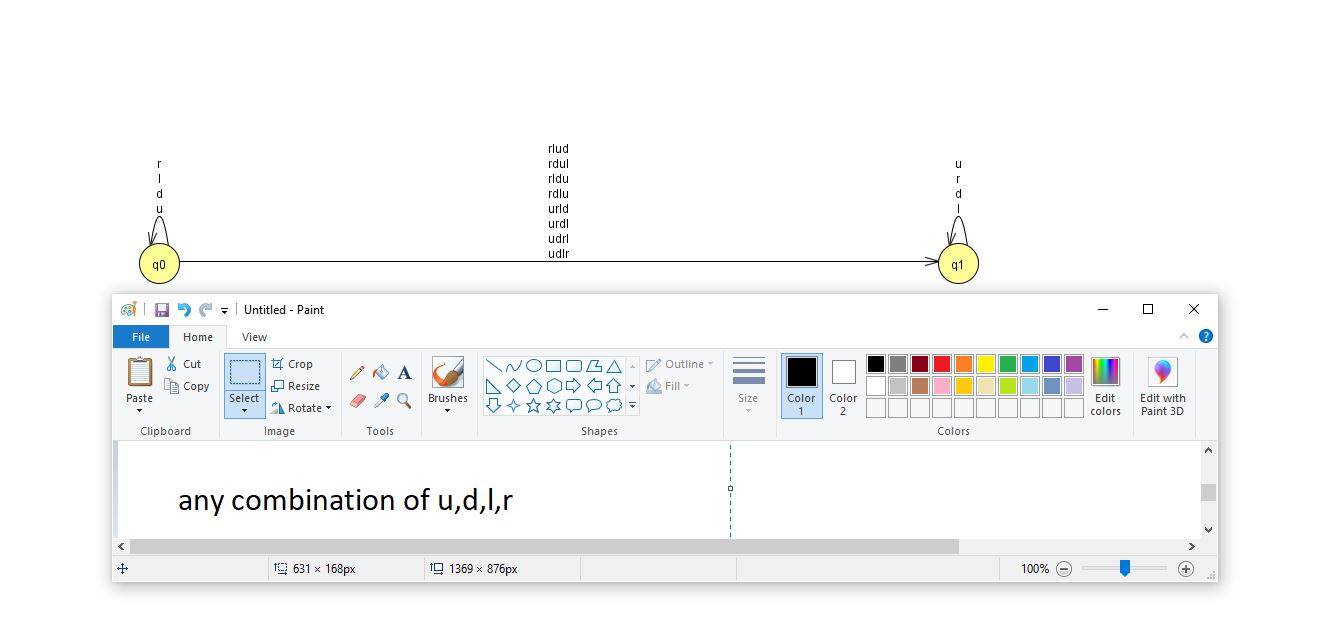 rlud
r rdul u
l rldu r
d rdlu d
u urld l
urdl
udrl
q0 udlr q1
Untitled - Paint
File Home View
Paste Cut Copy Clipboard
Select Crop Resize Rotate Image
Tools
Brushes
Shapes Outline Fill
Size
Color 1 Color 2 Colors
Edit colors
Edit with Paint 3D
any combination of u,d,l,r
631 × 168px 1369 × 876px 100%